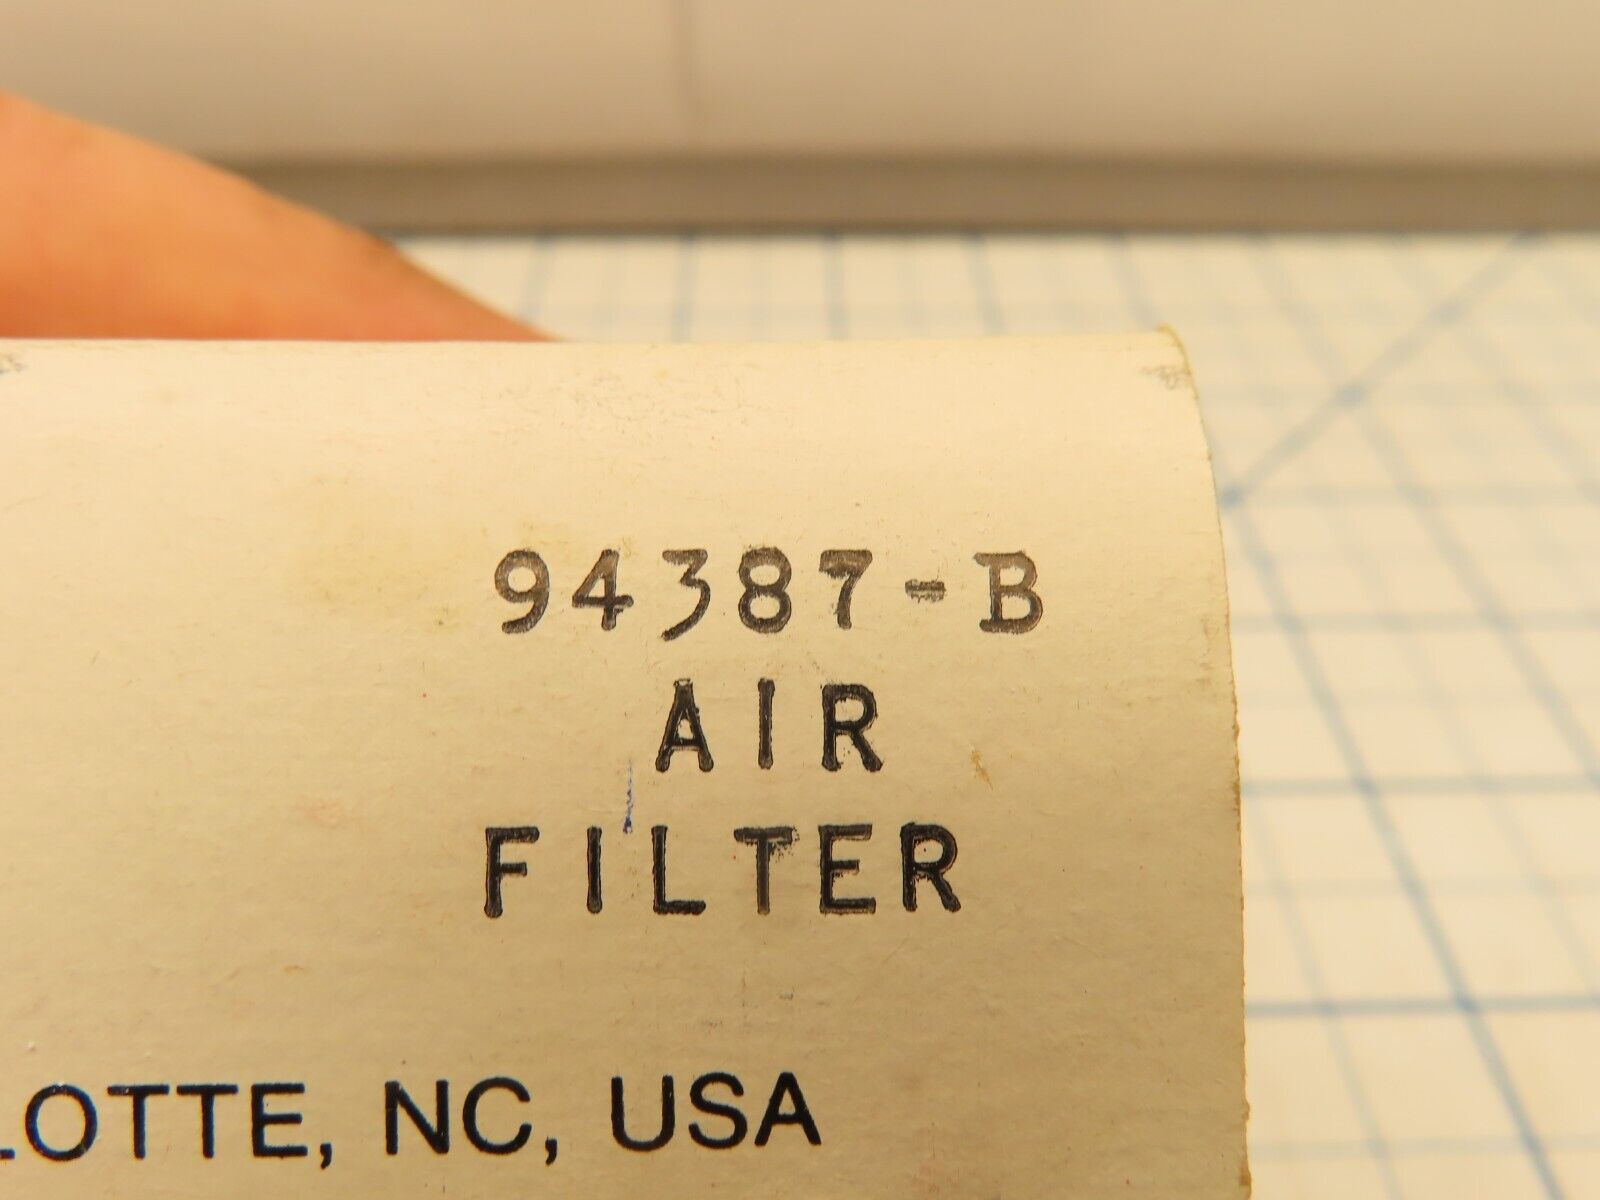 94387-B
AIR
FILTER
LOTTE, NC, USA